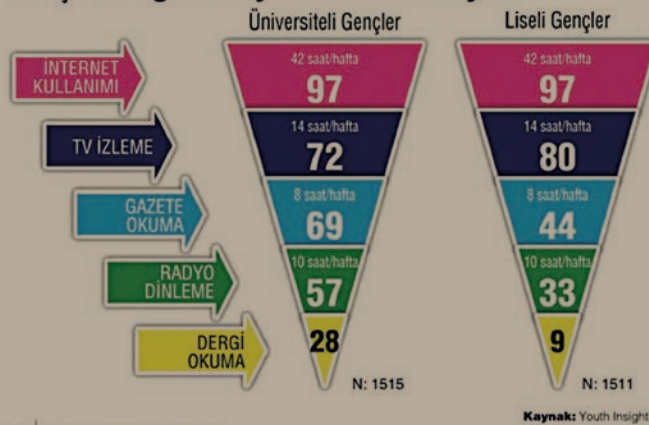 Üniversiteli Gençler
Liseli Gençler
İNTERNET
KULLANIMI
42 saat/hafta
97
42 saat/hafta
97
TV İZLEME
14 saat/hafta
72
14 saat/hafta
80
GAZETE
OKUMA
8 saat/hafta
69
8 saat/hafta
44
RADYO
DİNLEME
10 saat/hafta
57
10 saat/hafta
33
DERGİ
OKUMA
28
9
N: 1515
N: 1511
Kaynak: Youth Insight